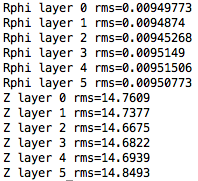 Rphi layer 0 rms=0.00949773
Rphi layer 1 rms=0.0094874
Rphi layer 2 rms=0.00945268
Rphi layer 3 rms=0.0095149
Rphi layer 4 rms=0.00951506
Rphi layer 5 rms=0.00950773
Z layer 0 rms=14.7609
Z layer 1 rms=14.7377
Z layer 2 rms=14.6675
Z layer 3 rms=14.6822
Z layer 4 rms=14.6939
Z layer 5 rms=14.8493